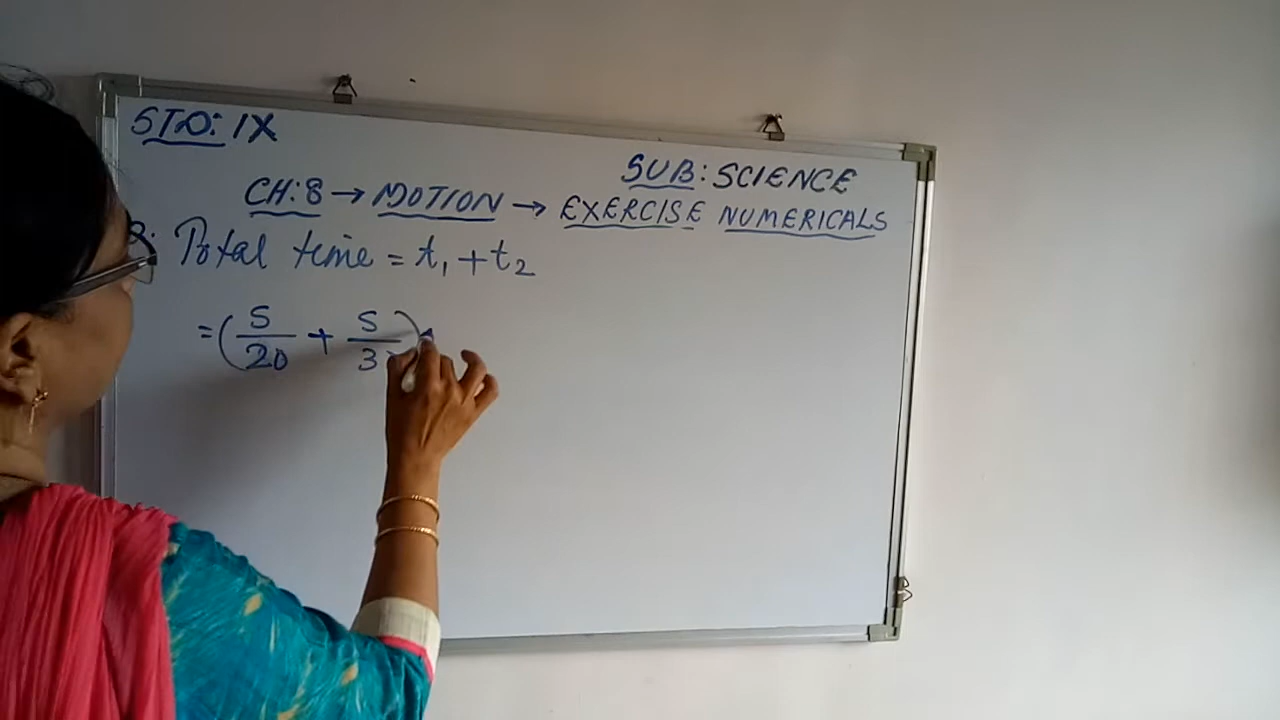 STD: IX
SUB: SCIENCE
CH: 8 → MOTION → EXERCISE NUMERICALS
Total time = t₁ + t₂
= ( S/20 + S/3 )